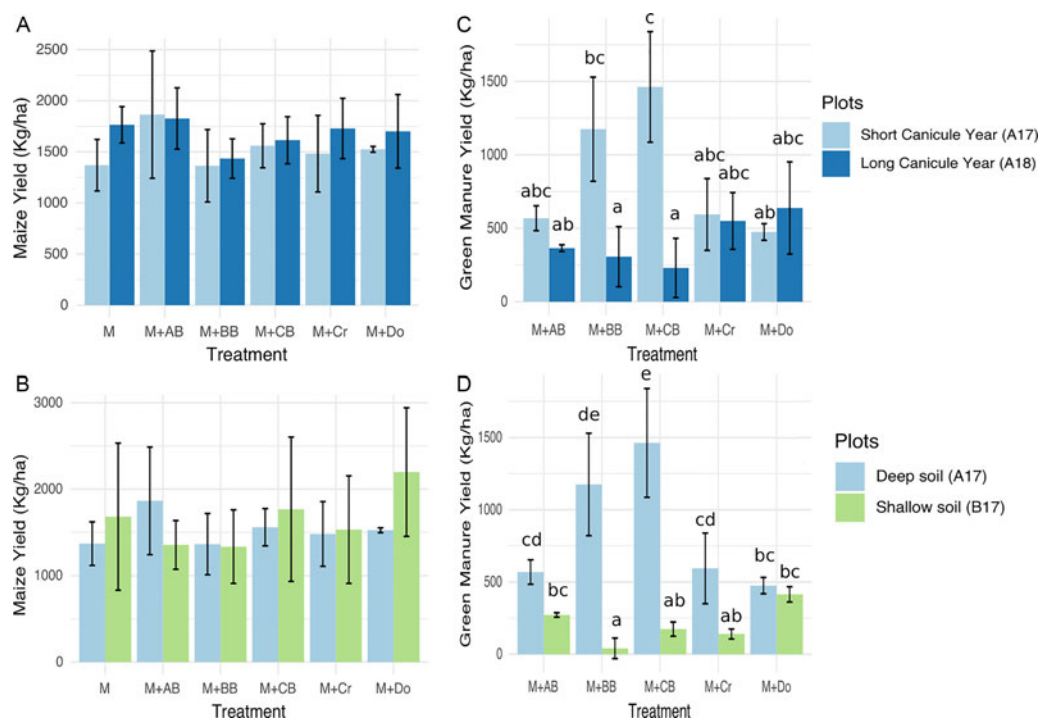 A
Maize Yield (Kg/ha)
2500
2000
1500
1000
500
0
M M+AB M+BB M+CB M+Cr M+Do
Treatment
C
Green Manure Yield (Kg/ha)
1500
1000
500
0
abc ab bc a c a abc abc ab abc
M+AB M+BB M+CB M+Cr M+Do
Treatment
Plots
Short Canicule Year (A17)
Long Canicule Year (A18)
B
Maize Yield (Kg/ha)
3000
2000
1000
0
M M+AB M+BB M+CB M+Cr M+Do
Treatment
D
Green Manure Yield (Kg/ha)
1500
1000
500
0
cd bc de a e ab cd ab bc bc
M+AB M+BB M+CB M+Cr M+Do
Treatment
Plots
Deep soil (A17)
Shallow soil (B17)